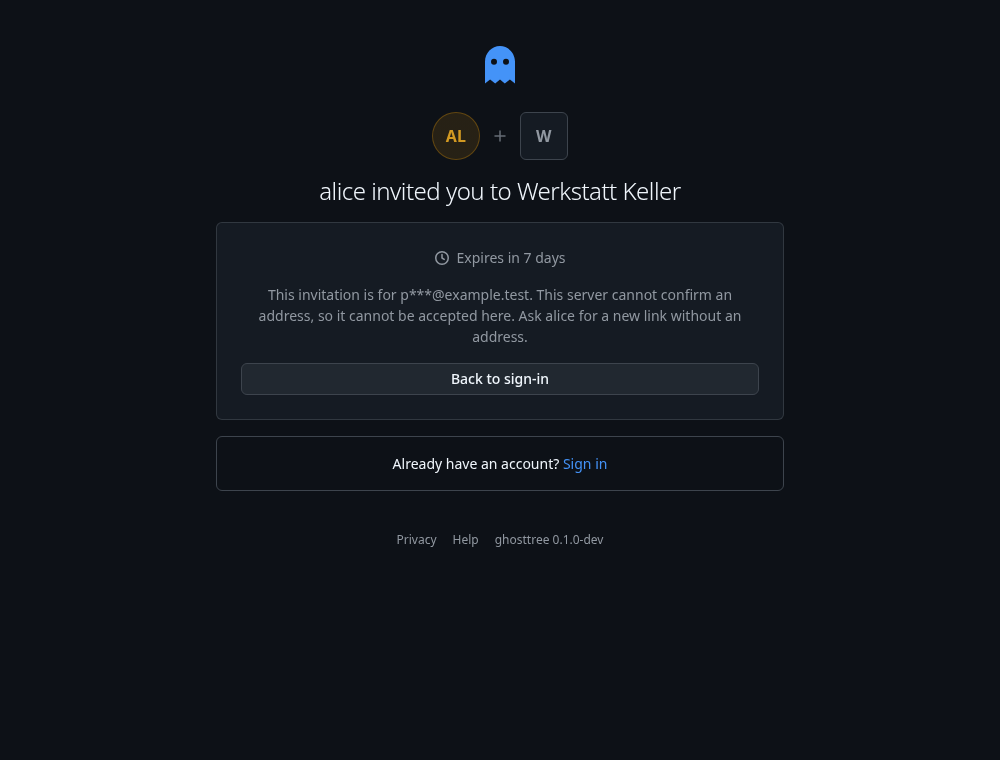 AL + W
alice invited you to Werkstatt Keller
Expires in 7 days
This invitation is for p***@example.test. This server cannot confirm an
address, so it cannot be accepted here. Ask alice for a new link without an
address.
Back to sign-in
Already have an account? Sign in
Privacy Help ghosttree 0.1.0-dev